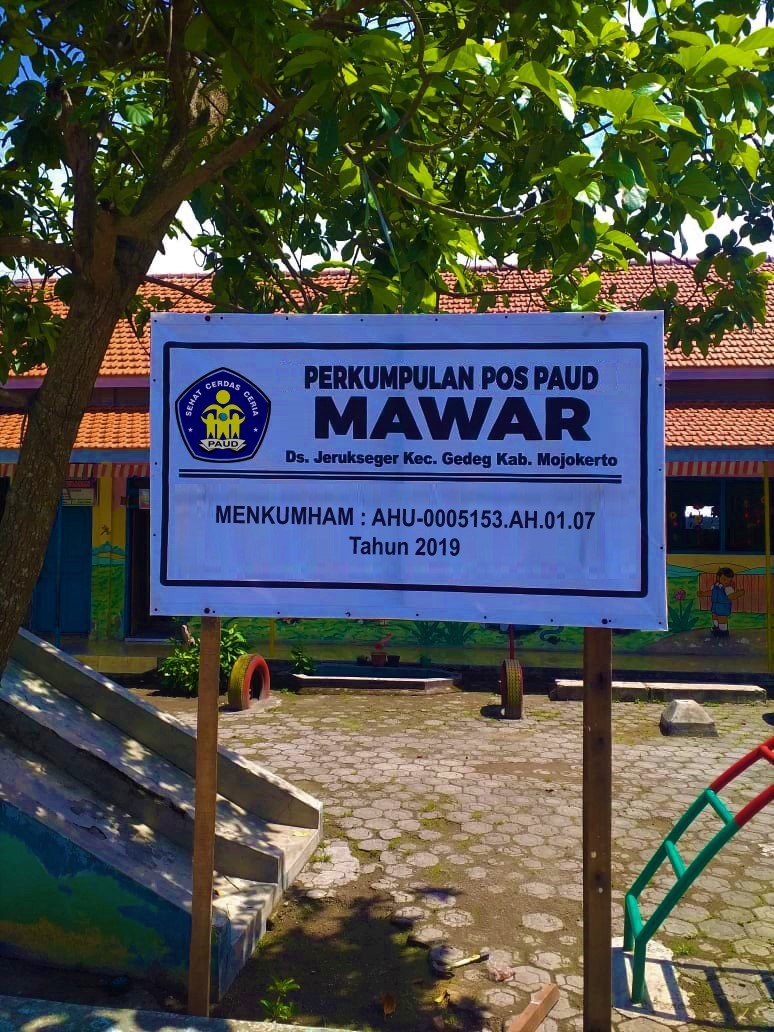 SEHAT CERDAS CERIA
PAUD
PERKUMPULAN POS PAUD
MAWAR
Ds. Jerukseger Kec. Gedeg Kab. Mojokerto
MENKUMHAM : AHU-0005153.AH.01.07
Tahun 2019